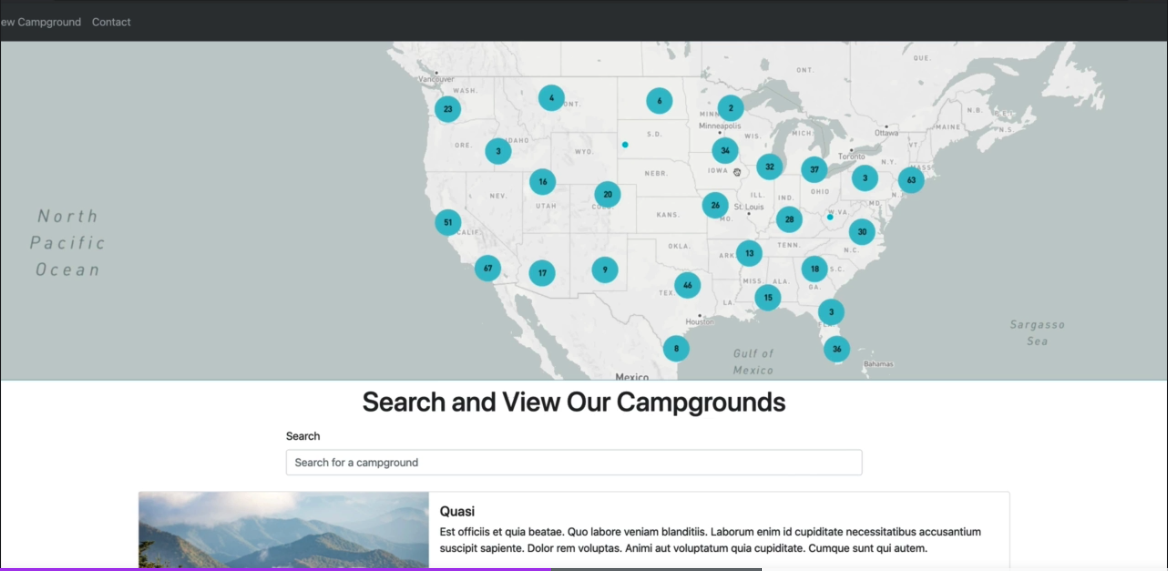 ew Campground Contact
Vancouver
WASH.
ONT.
QUE.
4
ONT.
6
23
2
MINN
Minneapolis
N.B.
MAINE
N.S.
Ottawa
ORE.
3
IDAHO
S.D.
WIS.
MICH
VT.
Toronto
WYO.
34
N.Y.
MASS
IOWA
32
37
3
63
NEBR.
16
20
NEV.
UTAH
ILL.
IND.
OHIO
MD.
26
St. Louis
MO.
KANS.
28
W.VA.
51
CALIF.
30
North
Pacific
Ocean
OKLA.
ARK.
13
TENN.
N.C.
67
17
9
18
S.C.
GA.
46
TEX.
MISS.
ALA.
15
LA.
3
Houston
Sargasso
Sea
8
36
Gulf of
Mexico
Bahamas
Mexico
Search and View Our Campgrounds
Search
Search for a campground
Quasi
Est officiis et quia beatae. Quo labore veniam blanditiis. Laborum enim id cupiditate necessitatibus accusantium
suscipit sapiente. Dolor rem voluptas. Animi aut voluptatum quia cupiditate. Cumque sunt qui autem.